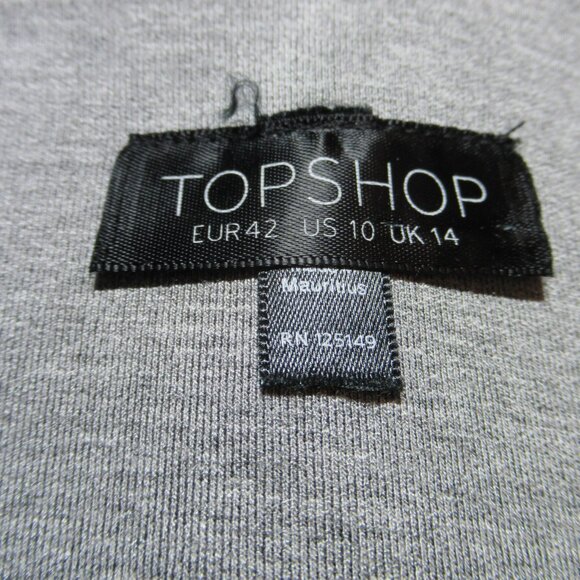 TOPSHOP
EUR 42 US 10 UK 14
Mauritius
RN 125149